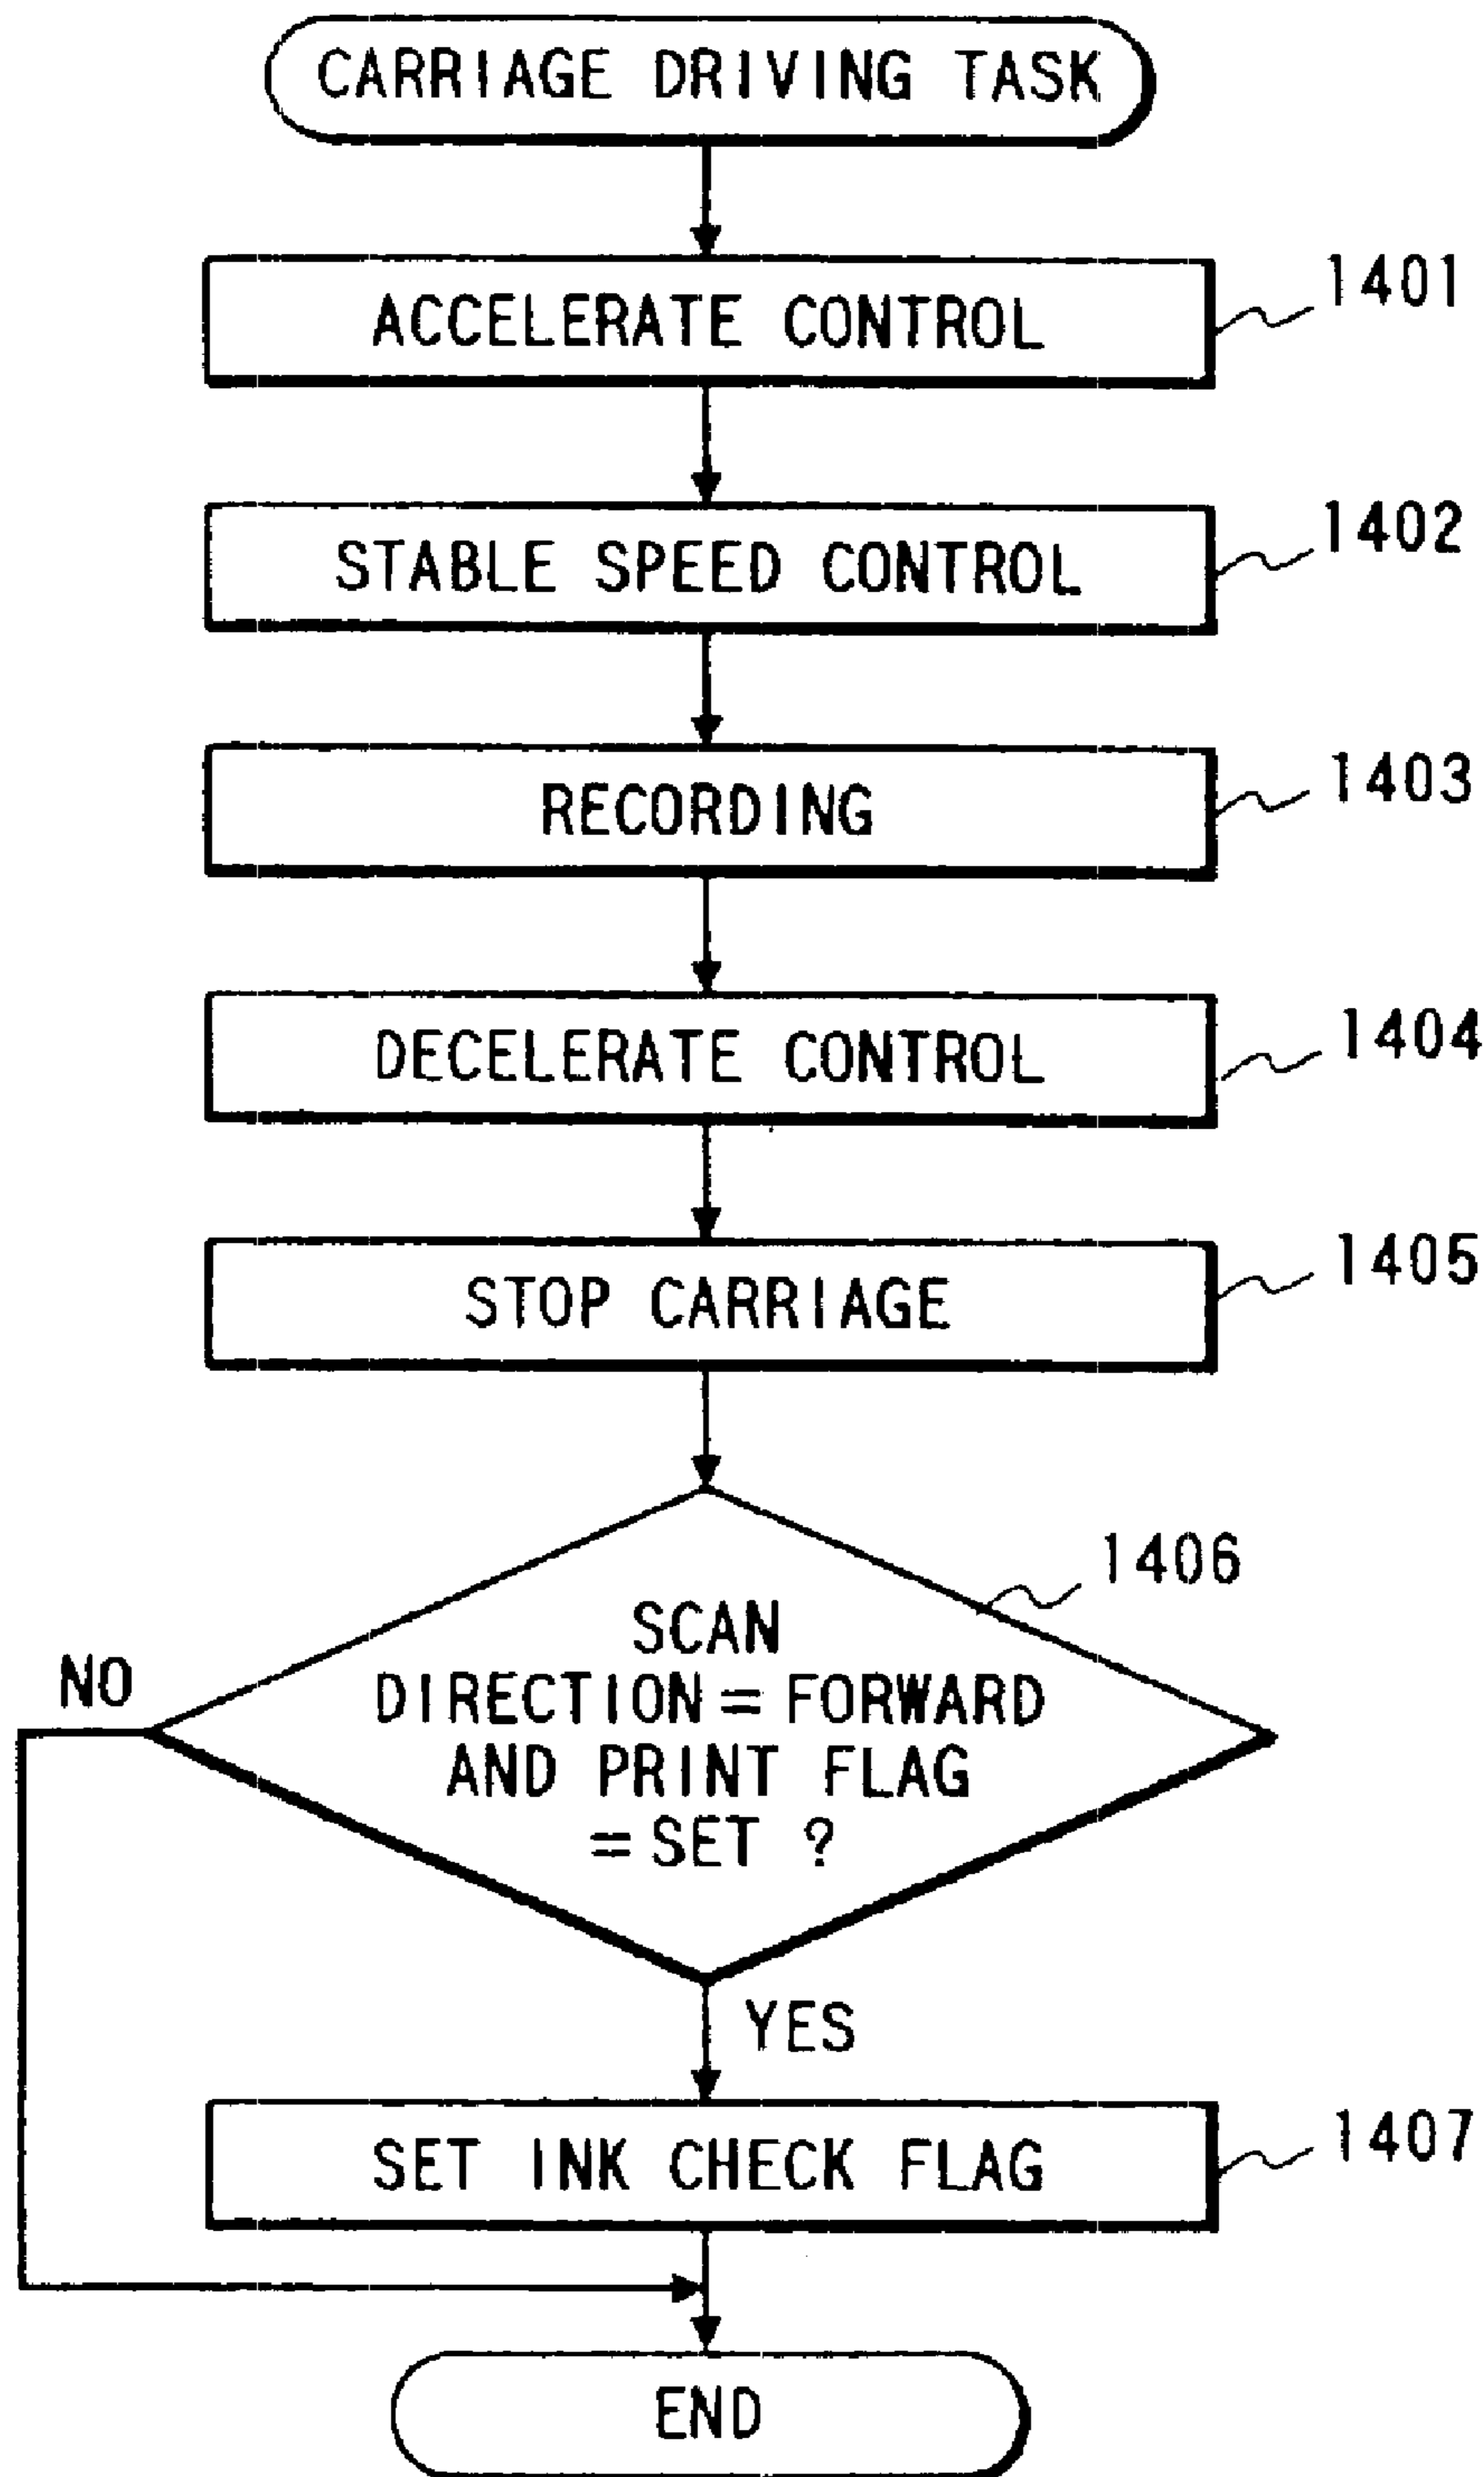 CARRIAGE DRIVING TASK
ACCELERATE CONTROL
1401
STABLE SPEED CONTROL
1402
RECORDING
1403
DECELERATE CONTROL
1404
STOP CARRIAGE
1405
1406
SCAN
DIRECTION = FORWARD
AND PRINT FLAG
= SET ?
NO
YES
SET INK CHECK FLAG
1407
END